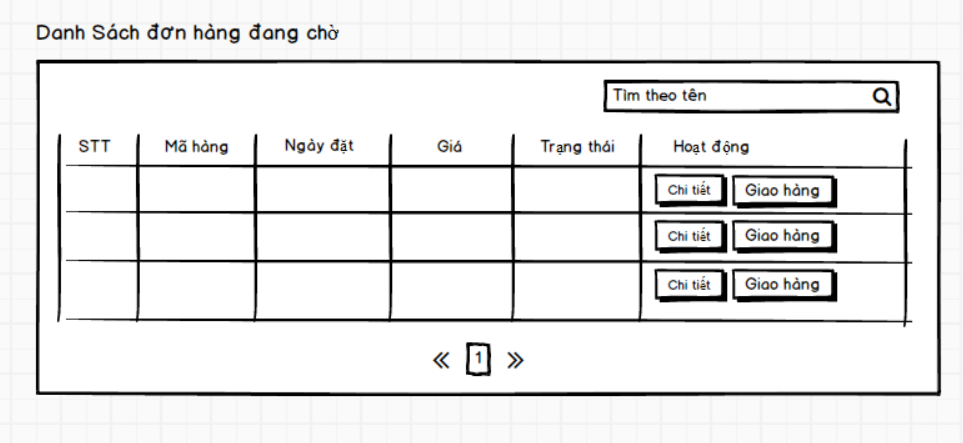 Danh Sách đơn hàng đang chờ
Tìm theo tên
STT Mã hàng Ngày đặt Giá Trạng thái Hoạt động
Chi tiết Giao hàng
Chi tiết Giao hàng
Chi tiết Giao hàng
« 1 »